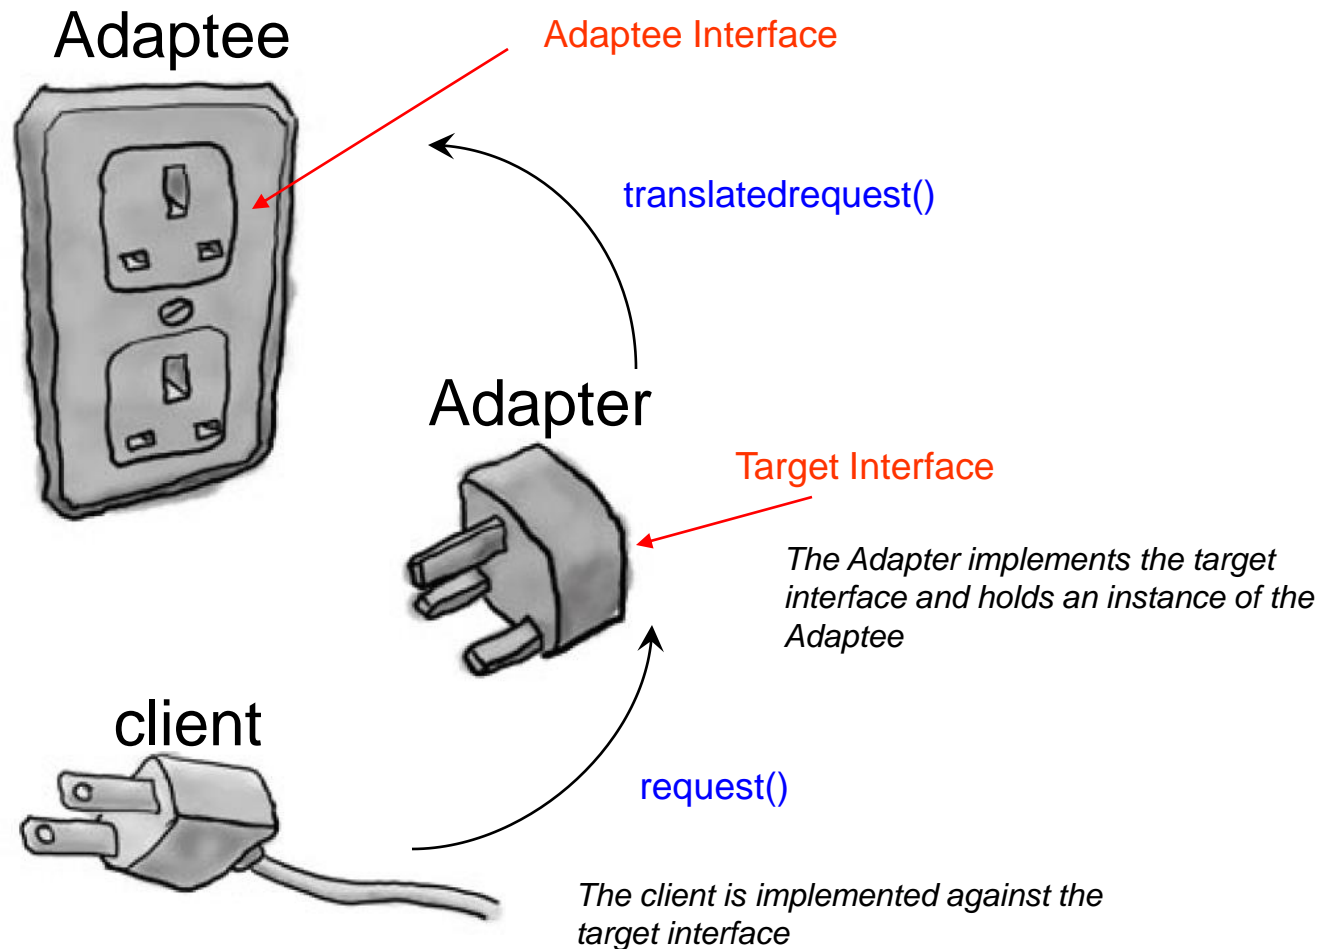 Adaptee
Adaptee Interface
translatedrequest()
Adapter
Target Interface
The Adapter implements the target
interface and holds an instance of the
Adaptee
client
request()
The client is implemented against the
target interface